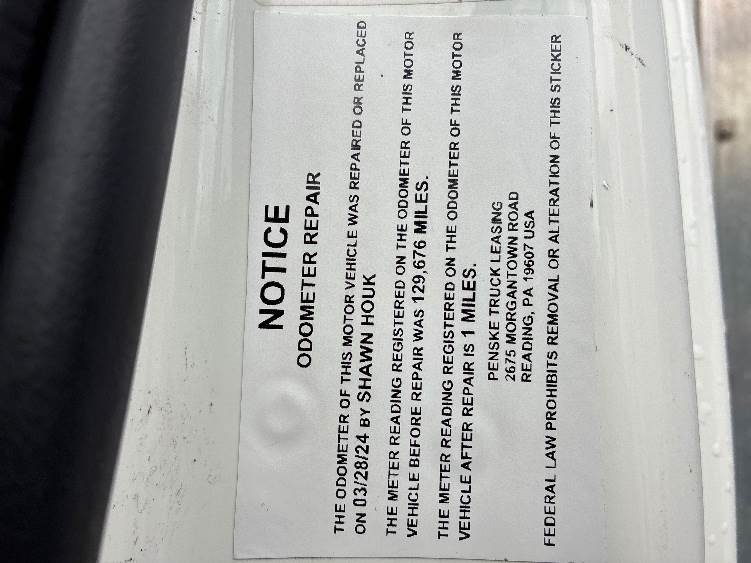 NOTICE
ODOMETER REPAIR
THE ODOMETER OF THIS MOTOR VEHICLE WAS REPAIRED OR REPLACED
ON 03/28/24 BY SHAWN HOUK
THE METER READING REGISTERED ON THE ODOMETER OF THIS MOTOR
VEHICLE BEFORE REPAIR WAS 129,676 MILES.
THE METER READING REGISTERED ON THE ODOMETER OF THIS MOTOR
VEHICLE AFTER REPAIR IS 1 MILES.
PENSKE TRUCK LEASING
2675 MORGANTOWN ROAD
READING, PA 19607 USA
FEDERAL LAW PROHIBITS REMOVAL OR ALTERATION OF THIS STICKER